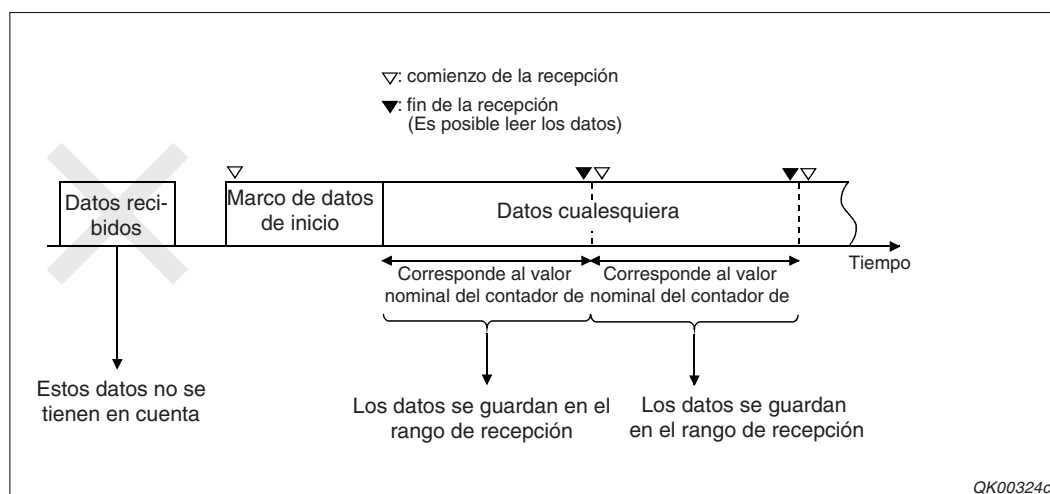 ▽: comienzo de la recepción
▼: fin de la recepción
(Es posible leer los datos)
Datos reci-
bidos
Marco de datos
de inicio
Datos cualesquiera
Tiempo
Corresponde al valor
nominal del contador de
Corresponde al valor
nominal del contador de
Estos datos no se
tienen en cuenta
Los datos se guardan en el
rango de recepción
Los datos se guardan
en el rango de recepción
QK00324c